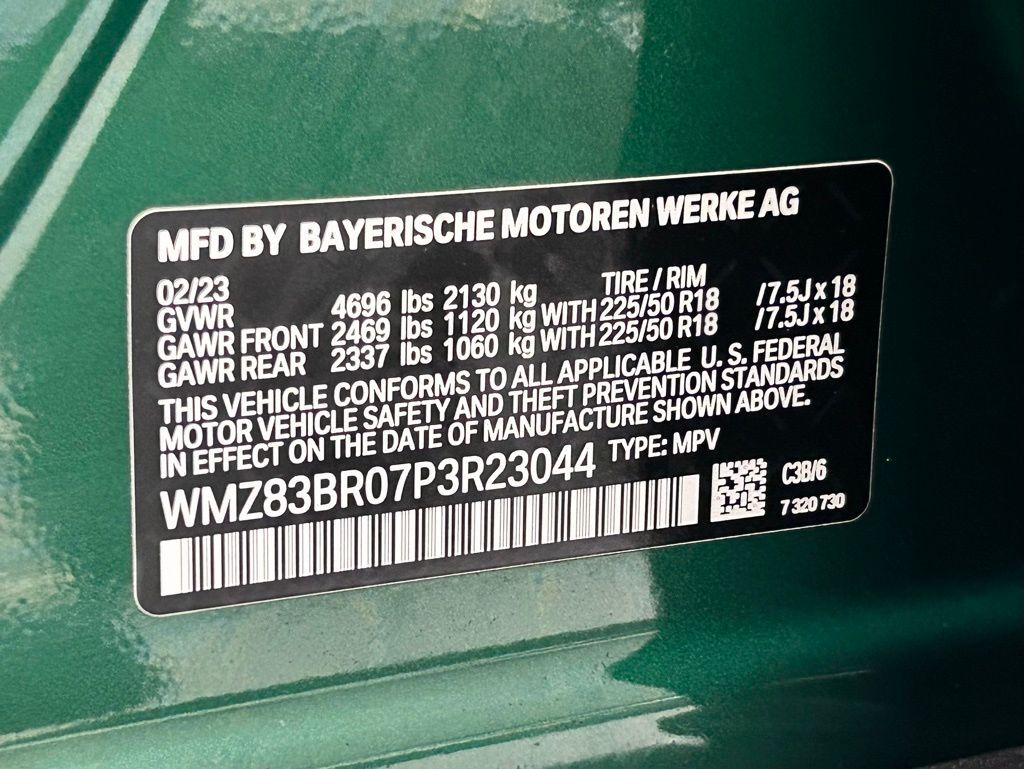 MFD BY BAYERISCHE MOTOREN WERKE AG
02/23 TIRE / RIM
GVWR 4696 lbs 2130 kg
GAWR FRONT 2469 lbs 1120 kg WITH 225/50 R18 /7.5J x 18
GAWR REAR 2337 lbs 1060 kg WITH 225/50 R18 /7.5J x 18
THIS VEHICLE CONFORMS TO ALL APPLICABLE U. S. FEDERAL
MOTOR VEHICLE SAFETY AND THEFT PREVENTION STANDARDS
IN EFFECT ON THE DATE OF MANUFACTURE SHOWN ABOVE.
WMZ83BR07P3R23044 TYPE: MPV
C3B/6
7 320 730